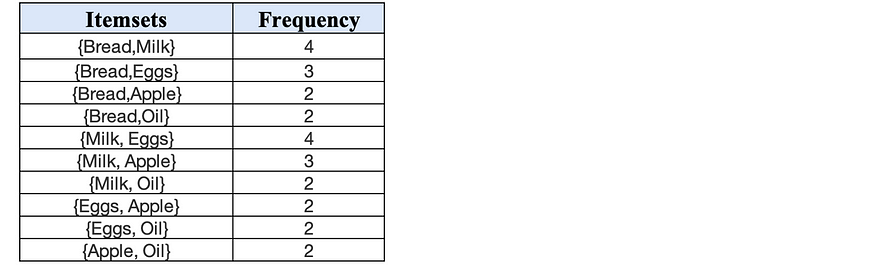 Itemsets Frequency
{Bread,Milk} 4
{Bread,Eggs} 3
{Bread,Apple} 2
{Bread,Oil} 2
{Milk, Eggs} 4
{Milk, Apple} 3
{Milk, Oil} 2
{Eggs, Apple} 2
{Eggs, Oil} 2
{Apple, Oil} 2